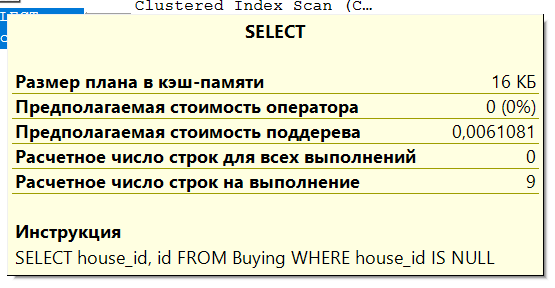 Clustered Index Scan (C…
SELECT
Размер плана в кэш-памяти 16 КБ
Предполагаемая стоимость оператора 0 (0%)
Предполагаемая стоимость поддерева 0,0061081
Расчетное число строк для всех выполнений 0
Расчетное число строк на выполнение 9
Инструкция
SELECT house_id, id FROM Buying WHERE house_id IS NULL